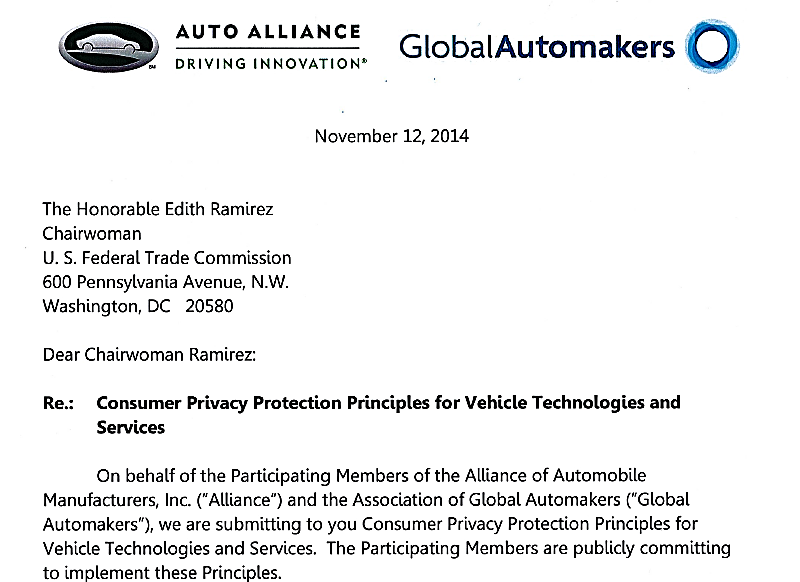 AUTO ALLIANCE
DRIVING INNOVATION®
GlobalAutomakers
November 12, 2014
The Honorable Edith Ramirez
Chairwoman
U. S. Federal Trade Commission
600 Pennsylvania Avenue, N.W.
Washington, DC 20580
Dear Chairwoman Ramirez:
Re.: Consumer Privacy Protection Principles for Vehicle Technologies and
Services
On behalf of the Participating Members of the Alliance of Automobile
Manufacturers, Inc. ("Alliance") and the Association of Global Automakers ("Global
Automakers"), we are submitting to you Consumer Privacy Protection Principles for
Vehicle Technologies and Services. The Participating Members are publicly committing
to implement these Principles.